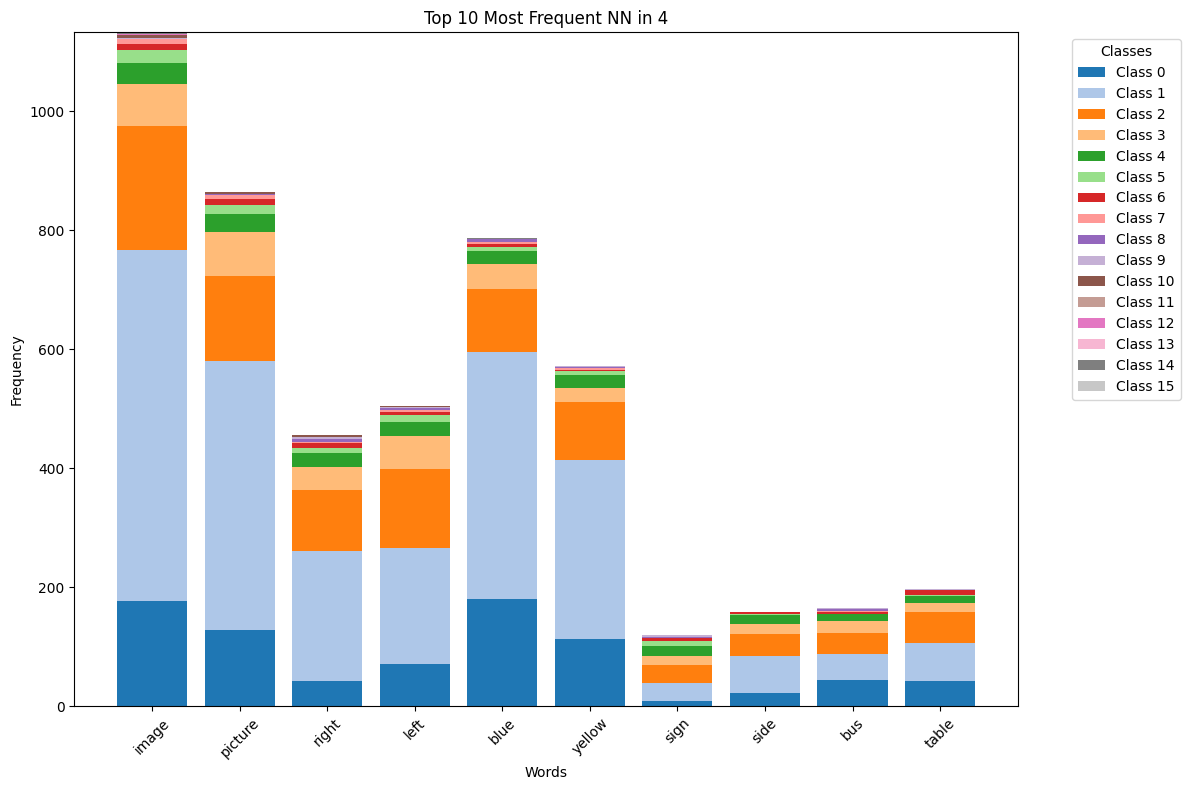 Top 10 Most Frequent NN in 4
Frequency
1000
800
600
400
200
0
image picture right left blue yellow sign side bus table
Words
Classes
Class 0
Class 1
Class 2
Class 3
Class 4
Class 5
Class 6
Class 7
Class 8
Class 9
Class 10
Class 11
Class 12
Class 13
Class 14
Class 15